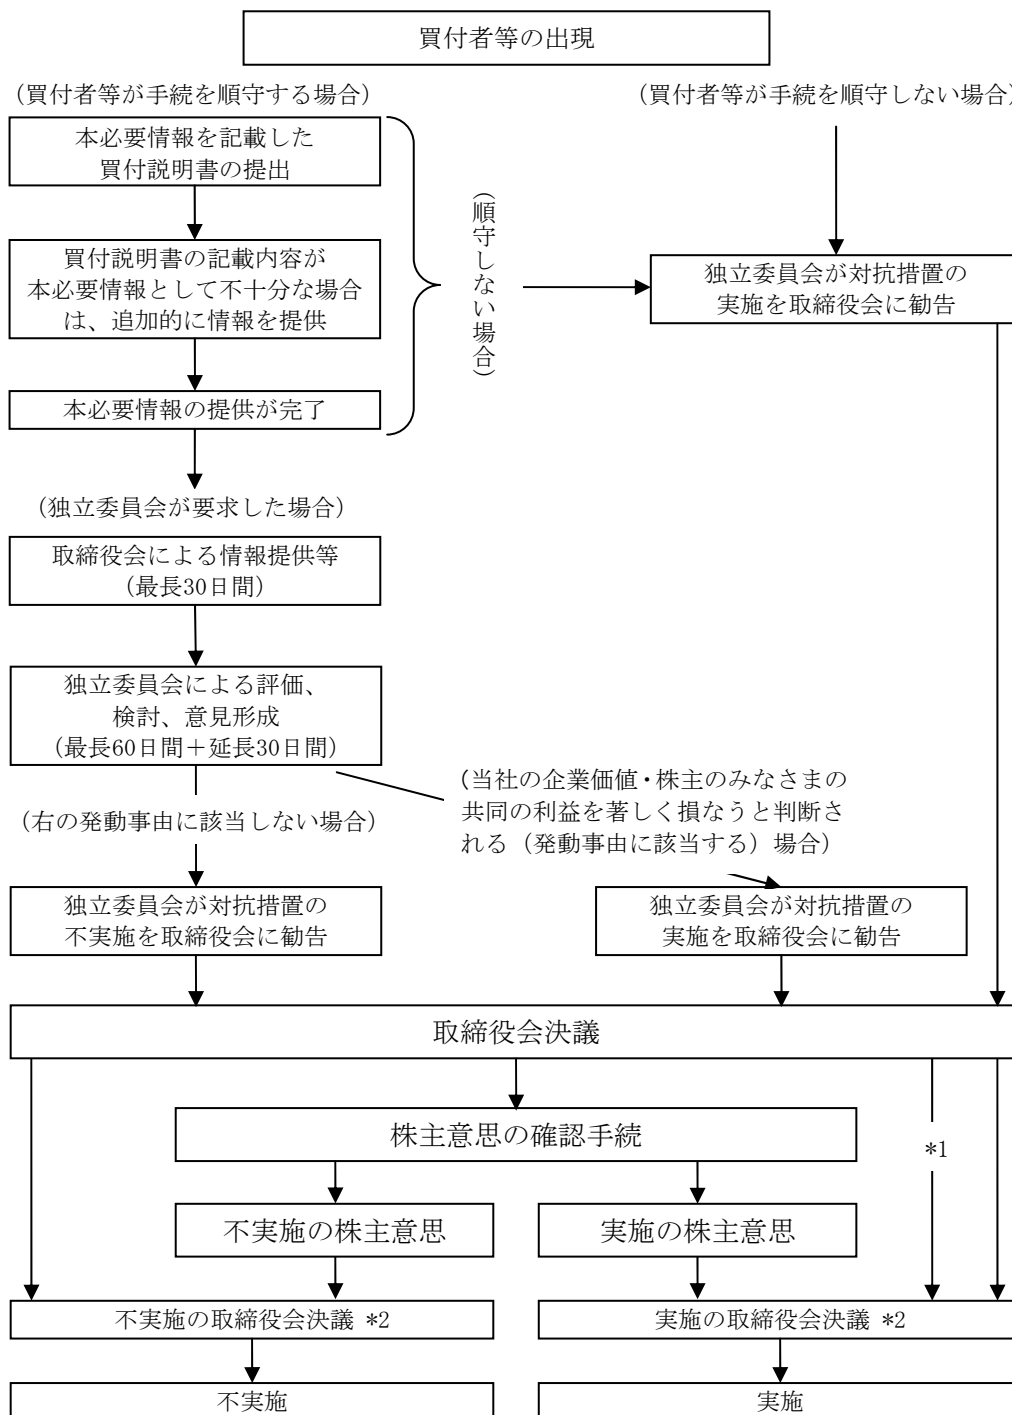 買付者等の出現
（買付者等が手続を順守する場合）
（買付者等が手続を順守しない場合）
本必要情報を記載した
買付説明書の提出
買付説明書の記載内容が
本必要情報として不十分な場合
は、追加的に情報を提供
本必要情報の提供が完了
（順守しない場合）
独立委員会が対抗措置の
実施を取締役会に勧告
（独立委員会が要求した場合）
取締役会による情報提供等
（最長30日間）
独立委員会による評価、
検討、意見形成
（最長60日間＋延長30日間）
（右の発動事由に該当しない場合）
（当社の企業価値・株主のみなさまの
共同の利益を著しく損なうと判断さ
れる（発動事由に該当する）場合）
独立委員会が対抗措置の
不実施を取締役会に勧告
独立委員会が対抗措置の
実施を取締役会に勧告
取締役会決議
株主意思の確認手続
*1
不実施の株主意思
実施の株主意思
不実施の取締役会決議 *2
実施の取締役会決議 *2
不実施
実施